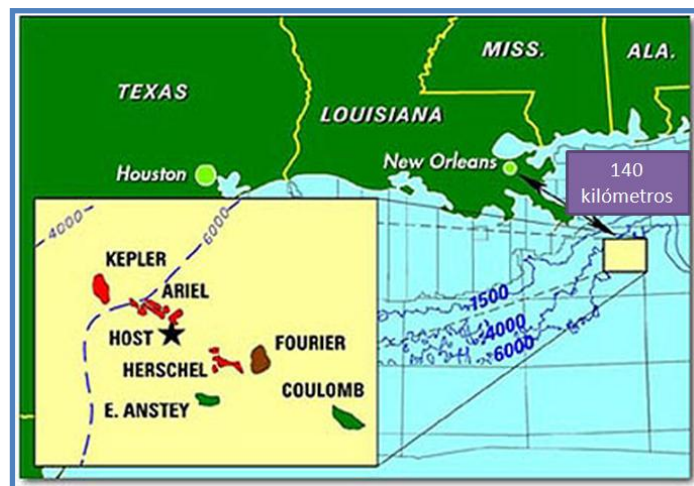 MISS.
ALA.
TEXAS
LOUISIANA
New Orleans
140
kilómetros
Houston
4000
6000
KEPLER
ARIEL
HOST
FOURIER
HERSCHEL
COULOMB
E. ANSTEY
1500
4000
6000